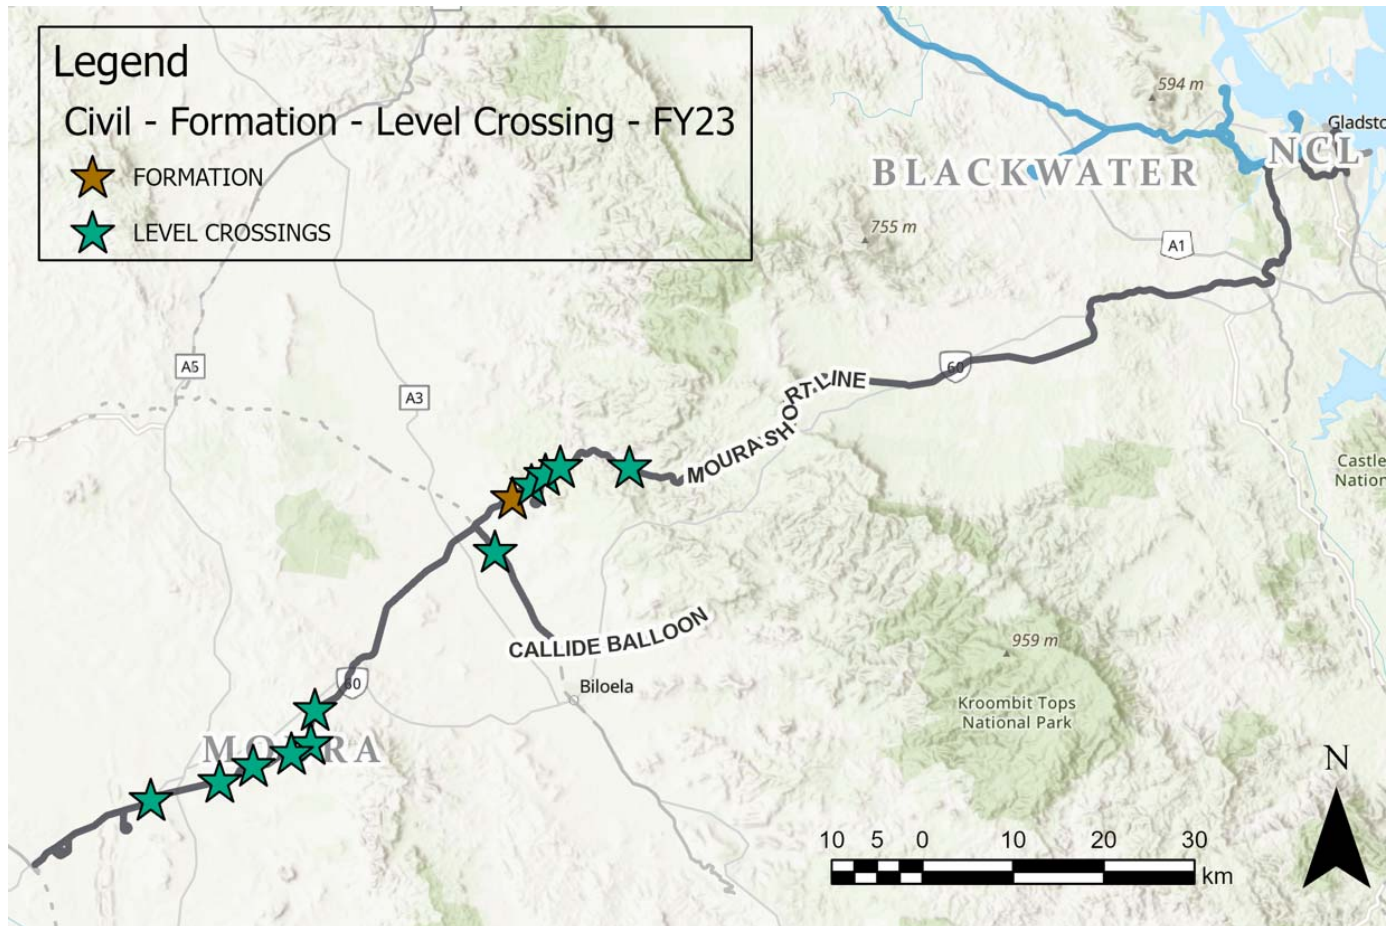 Legend
Civil - Formation - Level Crossing - FY23
FORMATION
LEVEL CROSSINGS
594 m
Gladsto
NCL
BLACKWATER
755 m
A1
A5
A3
60
MOURA SHORT LINE
Castle
Nation
CALLIDE BALLOON
959 m
60
Biloela
Kroombit Tops
National Park
MOURA
N
10 5 0 10 20 30
km